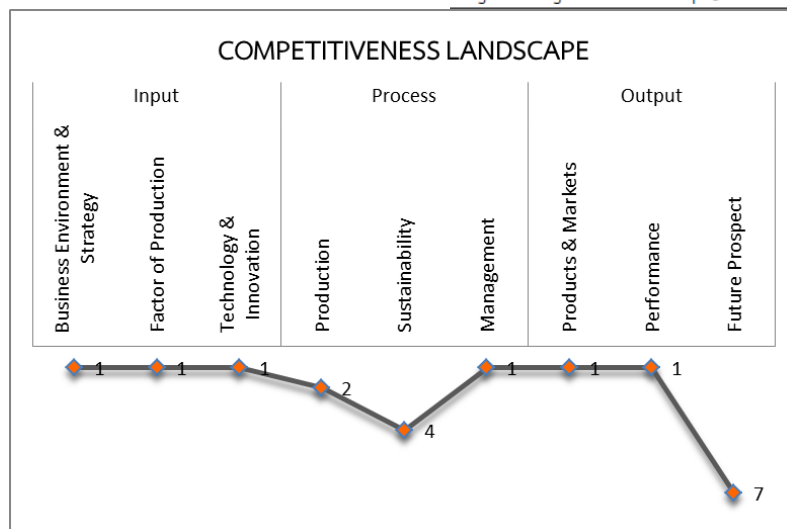 COMPETITIVENESS LANDSCAPE
Input
Process
Output
Business Environment &
Strategy
Factor of Production
Technology &
Innovation
Production
Sustainability
Management
Products & Markets
Performance
Future Prospect
1
1
1
2
4
1
1
1
7